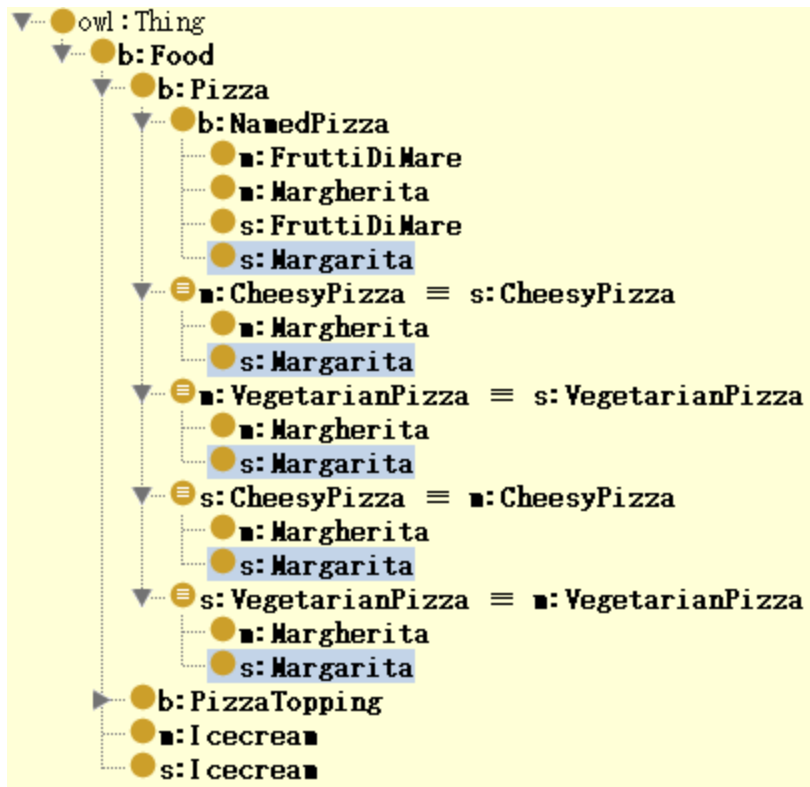 owl:Thing
b:Food
b:Pizza
b:NamedPizza
m:FruttiDiMare
m:Margherita
s:FruttiDiMare
s:Margarita
m:CheesyPizza ≡ s:CheesyPizza
m:Margherita
s:Margarita
m:VegetarianPizza ≡ s:VegetarianPizza
m:Margherita
s:Margarita
s:CheesyPizza ≡ m:CheesyPizza
m:Margherita
s:Margarita
s:VegetarianPizza ≡ m:VegetarianPizza
m:Margherita
s:Margarita
b:PizzaTopping
m:Icecream
s:Icecream